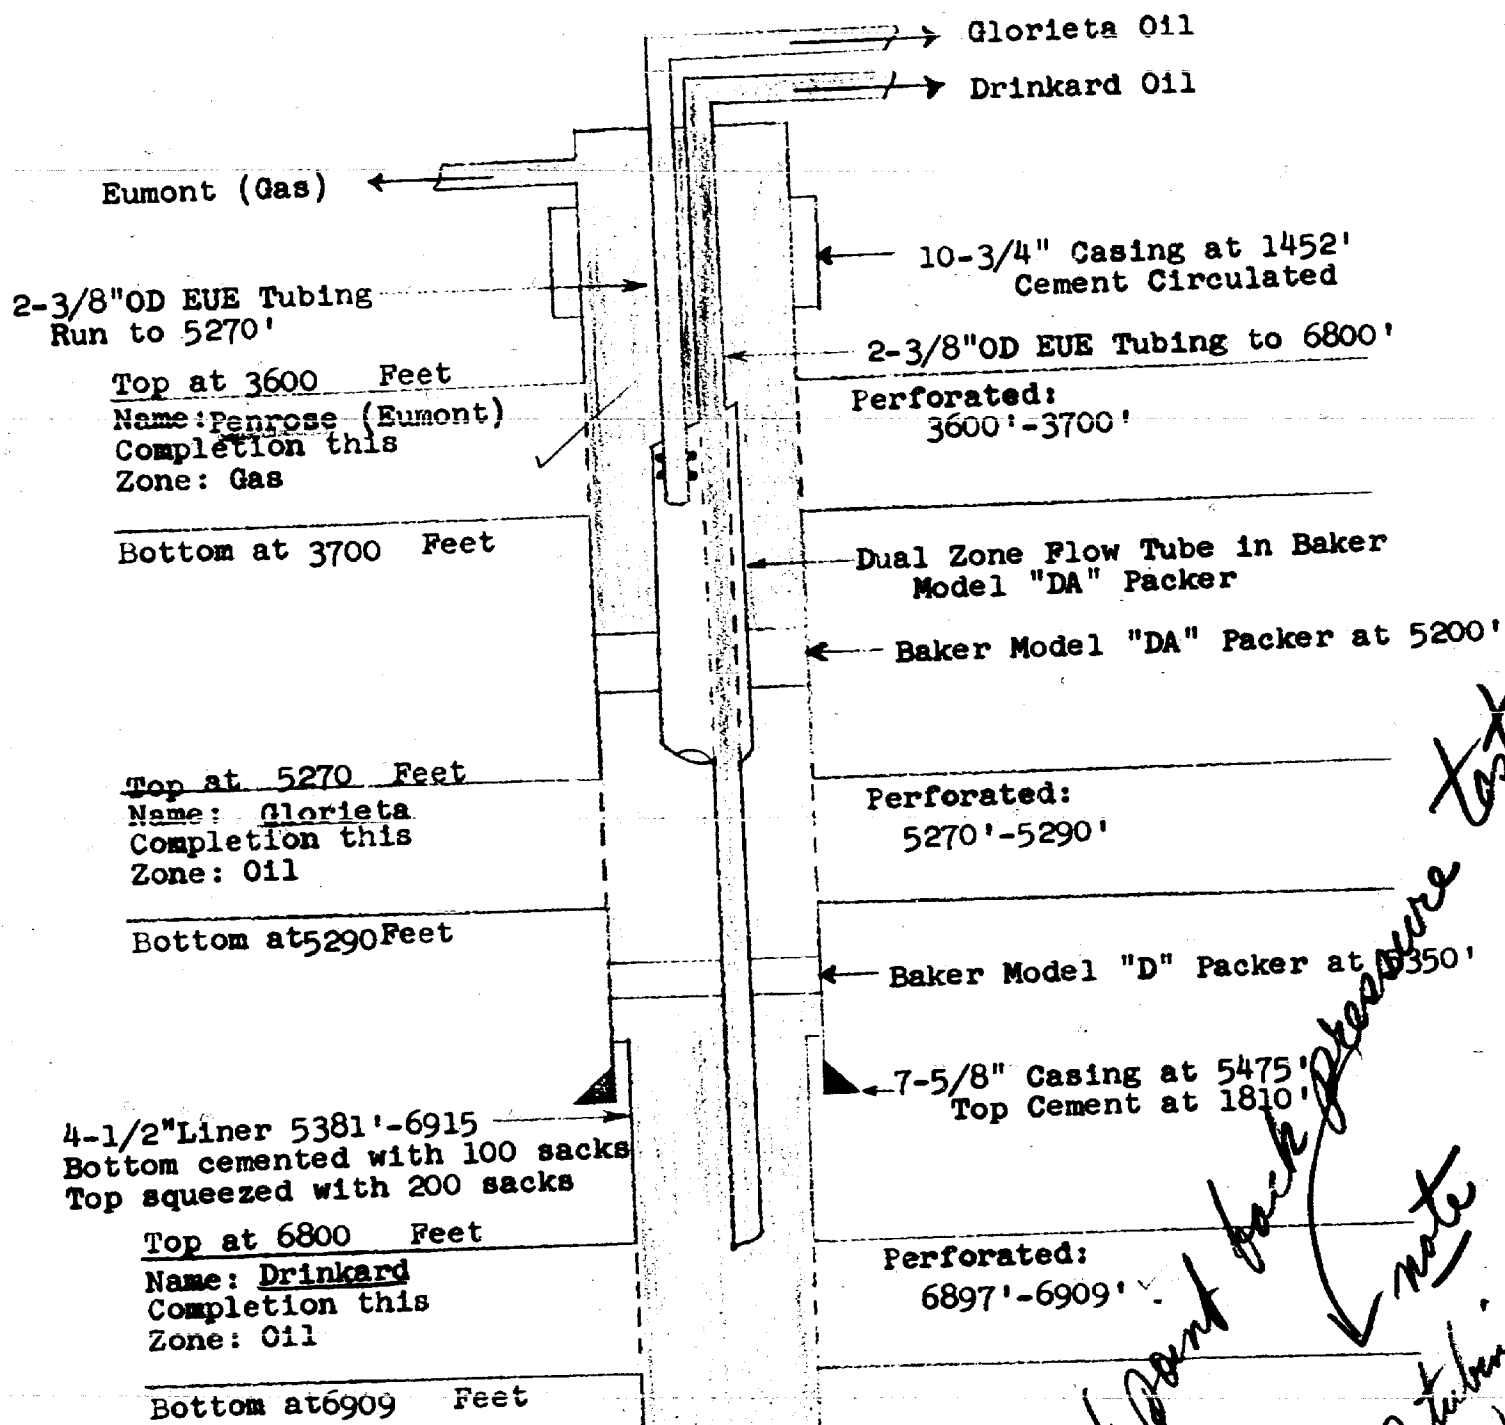 Glorieta Oil
Drinkard Oil
Eumont (Gas)
10-3/4" Casing at 1452'
Cement Circulated
2-3/8"OD EUE Tubing
Run to 5270'
2-3/8"OD EUE Tubing to 6800'
Top at 3600 Feet
Name: Penrose (Eumont)
Completion this
Zone: Gas
Perforated:
3600'-3700'
Bottom at 3700 Feet
Dual Zone Flow Tube in Baker
Model "DA" Packer
Baker Model "DA" Packer at 5200'
Top at 5270 Feet
Name: Glorieta
Completion this
Zone: Oil
Perforated:
5270'-5290'
Bottom at5290Feet
Baker Model "D" Packer at 5350'
7-5/8" Casing at 5475'
Top Cement at 1810'
4-1/2"Liner 5381'-6915
Bottom cemented with 100 sacks
Top squeezed with 200 sacks
Top at 6800 Feet
Name: Drinkard
Completion this
Zone: Oil
Perforated:
6897'-6909'
Bottom at6909 Feet
point back pressure
note